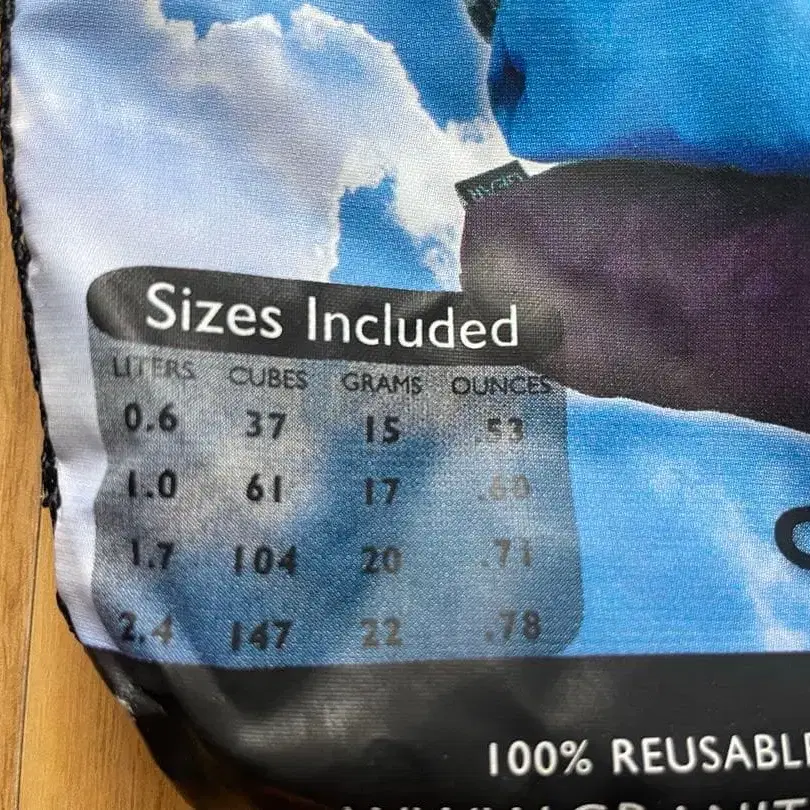 Sizes Included
LITERS CUBES GRAMS OUNCES
0.6 37 15 .53
1.0 61 17 .60
1.7 104 20 .71
2.4 147 22 .78
100% REUSABLE